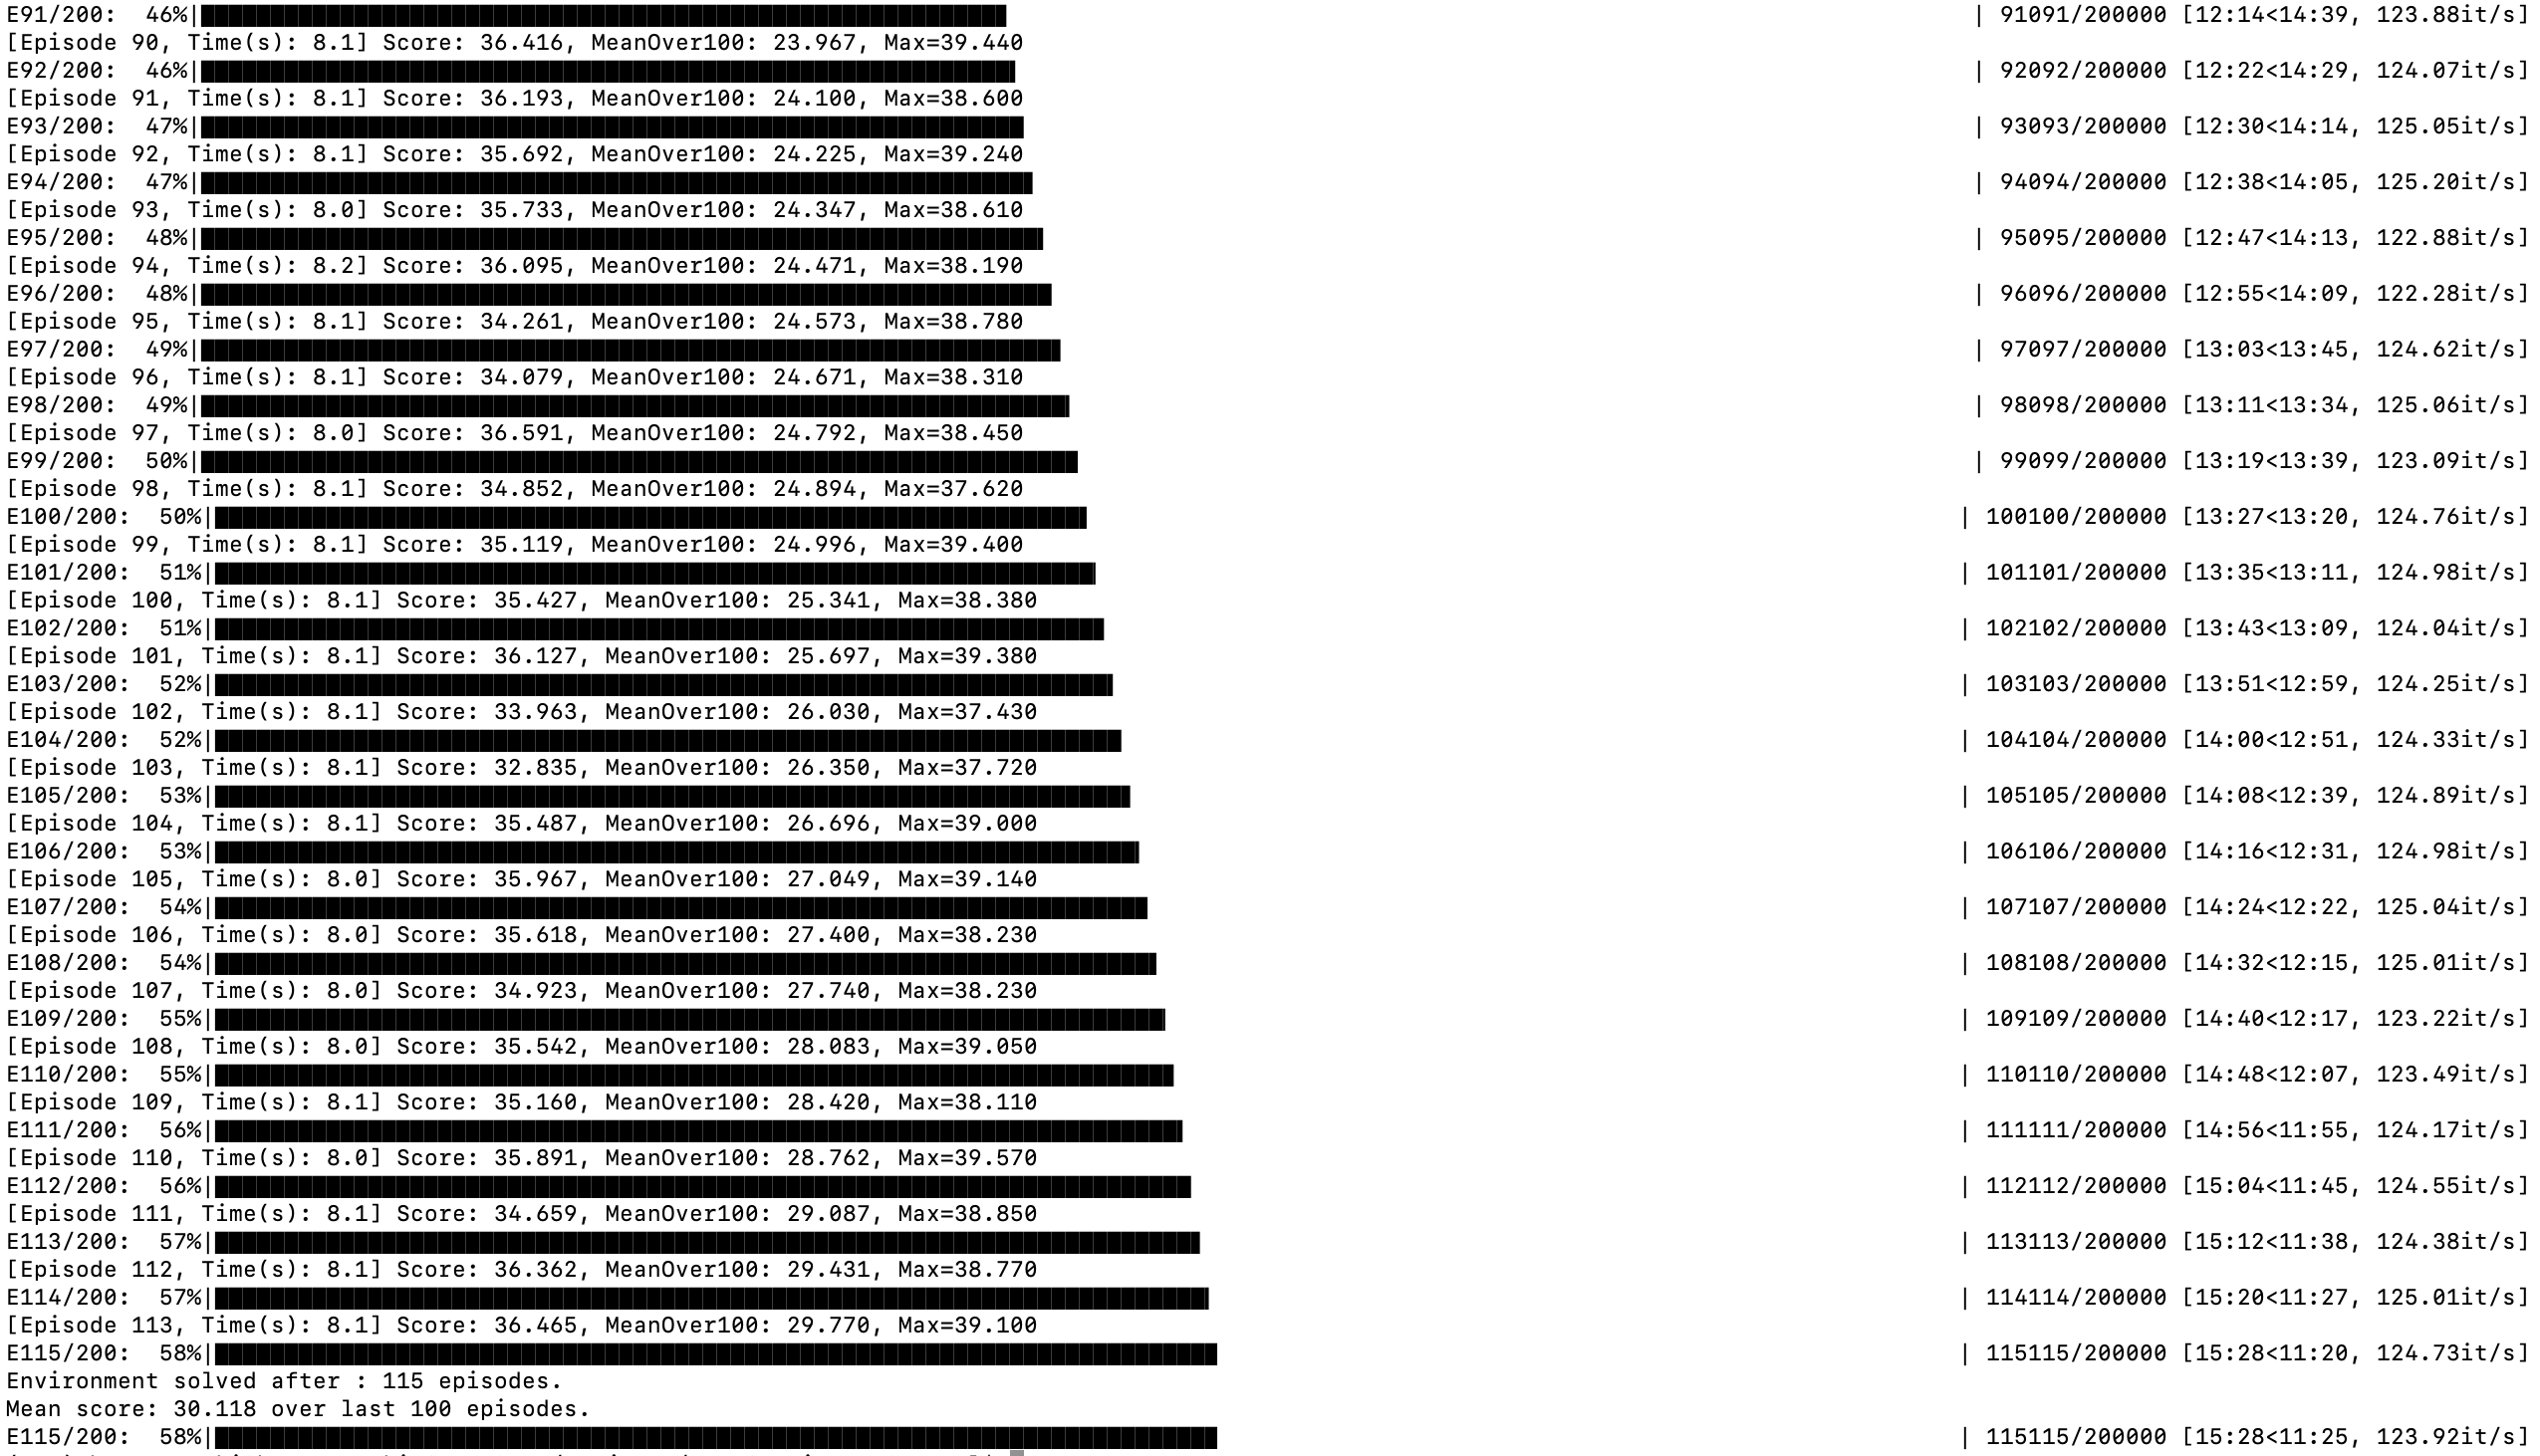 E91/200:  46%| | 91091/200000 [12:14<14:39, 123.88it/s]
[Episode 90, Time(s): 8.1] Score: 36.416, MeanOver100: 23.967, Max=39.440
E92/200:  46%| | 92092/200000 [12:22<14:29, 124.07it/s]
[Episode 91, Time(s): 8.1] Score: 36.193, MeanOver100: 24.100, Max=38.600
E93/200:  47%| | 93093/200000 [12:30<14:14, 125.05it/s]
[Episode 92, Time(s): 8.1] Score: 35.692, MeanOver100: 24.225, Max=39.240
E94/200:  47%| | 94094/200000 [12:38<14:05, 125.20it/s]
[Episode 93, Time(s): 8.0] Score: 35.733, MeanOver100: 24.347, Max=38.610
E95/200:  48%| | 95095/200000 [12:47<14:13, 122.88it/s]
[Episode 94, Time(s): 8.2] Score: 36.095, MeanOver100: 24.471, Max=38.190
E96/200:  48%| | 96096/200000 [12:55<14:09, 122.28it/s]
[Episode 95, Time(s): 8.1] Score: 34.261, MeanOver100: 24.573, Max=38.780
E97/200:  49%| | 97097/200000 [13:03<13:45, 124.62it/s]
[Episode 96, Time(s): 8.1] Score: 34.079, MeanOver100: 24.671, Max=38.310
E98/200:  49%| | 98098/200000 [13:11<13:34, 125.06it/s]
[Episode 97, Time(s): 8.0] Score: 36.591, MeanOver100: 24.792, Max=38.450
E99/200:  50%| | 99099/200000 [13:19<13:39, 123.09it/s]
[Episode 98, Time(s): 8.1] Score: 34.852, MeanOver100: 24.894, Max=37.620
E100/200:  50%| | 100100/200000 [13:27<13:20, 124.76it/s]
[Episode 99, Time(s): 8.1] Score: 35.119, MeanOver100: 24.996, Max=39.400
E101/200:  51%| | 101101/200000 [13:35<13:11, 124.98it/s]
[Episode 100, Time(s): 8.1] Score: 35.427, MeanOver100: 25.341, Max=38.380
E102/200:  51%| | 102102/200000 [13:43<13:09, 124.04it/s]
[Episode 101, Time(s): 8.1] Score: 36.127, MeanOver100: 25.697, Max=39.380
E103/200:  52%| | 103103/200000 [13:51<12:59, 124.25it/s]
[Episode 102, Time(s): 8.1] Score: 33.963, MeanOver100: 26.030, Max=37.430
E104/200:  52%| | 104104/200000 [14:00<12:51, 124.33it/s]
[Episode 103, Time(s): 8.1] Score: 32.835, MeanOver100: 26.350, Max=37.720
E105/200:  53%| | 105105/200000 [14:08<12:39, 124.89it/s]
[Episode 104, Time(s): 8.1] Score: 35.487, MeanOver100: 26.696, Max=39.000
E106/200:  53%| | 106106/200000 [14:16<12:31, 124.98it/s]
[Episode 105, Time(s): 8.0] Score: 35.967, MeanOver100: 27.049, Max=39.140
E107/200:  54%| | 107107/200000 [14:24<12:22, 125.04it/s]
[Episode 106, Time(s): 8.0] Score: 35.618, MeanOver100: 27.400, Max=38.230
E108/200:  54%| | 108108/200000 [14:32<12:15, 125.01it/s]
[Episode 107, Time(s): 8.0] Score: 34.923, MeanOver100: 27.740, Max=38.230
E109/200:  55%| | 109109/200000 [14:40<12:17, 123.22it/s]
[Episode 108, Time(s): 8.0] Score: 35.542, MeanOver100: 28.083, Max=39.050
E110/200:  55%| | 110110/200000 [14:48<12:07, 123.49it/s]
[Episode 109, Time(s): 8.1] Score: 35.160, MeanOver100: 28.420, Max=38.110
E111/200:  56%| | 111111/200000 [14:56<11:55, 124.17it/s]
[Episode 110, Time(s): 8.0] Score: 35.891, MeanOver100: 28.762, Max=39.570
E112/200:  56%| | 112112/200000 [15:04<11:45, 124.55it/s]
[Episode 111, Time(s): 8.1] Score: 34.659, MeanOver100: 29.087, Max=38.850
E113/200:  57%| | 113113/200000 [15:12<11:38, 124.38it/s]
[Episode 112, Time(s): 8.1] Score: 36.362, MeanOver100: 29.431, Max=38.770
E114/200:  57%| | 114114/200000 [15:20<11:27, 125.01it/s]
[Episode 113, Time(s): 8.1] Score: 36.465, MeanOver100: 29.770, Max=39.100
E115/200:  58%| | 115115/200000 [15:28<11:20, 124.73it/s]
Environment solved after : 115 episodes.
Mean score: 30.118 over last 100 episodes.
E115/200:  58%| | 115115/200000 [15:28<11:25, 123.92it/s]